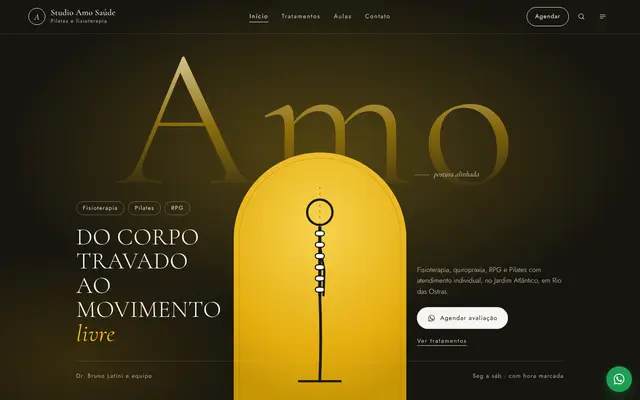 A
Studio Amo Saúde
Pilates e fisioterapia
Início
Tratamentos
Aulas
Contato
Agendar
Amo
postura alinhada
Fisioterapia
Pilates
RPG
DO CORPO
TRAVADO
AO
MOVIMENTO
livre
Fisioterapia, quiropraxia, RPG e Pilates com
atendimento individual, no Jardim Atlântico, em Rio
das Ostras.
Agendar avaliação
Ver tratamentos
Dr. Bruno Latini e equipe
Seg a sáb · com hora marcada